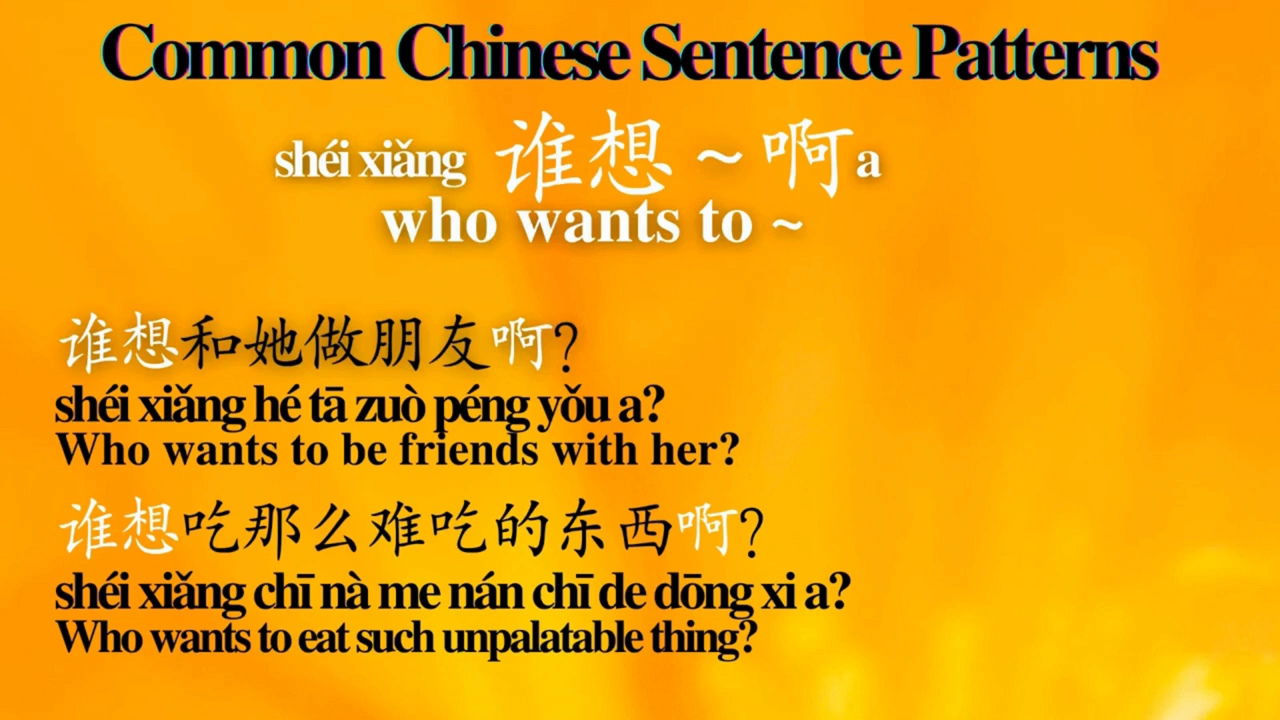 Common Chinese Sentence Patterns
shéi xiǎng 谁想 ~ 啊 a
who wants to ~
谁想和她做朋友啊?
shéi xiǎng hé tā zuò péng yǒu a?
Who wants to be friends with her?
谁想吃那么难吃的东西啊?
shéi xiǎng chī nà me nán chī de dōng xi a?
Who wants to eat such unpalatable thing?